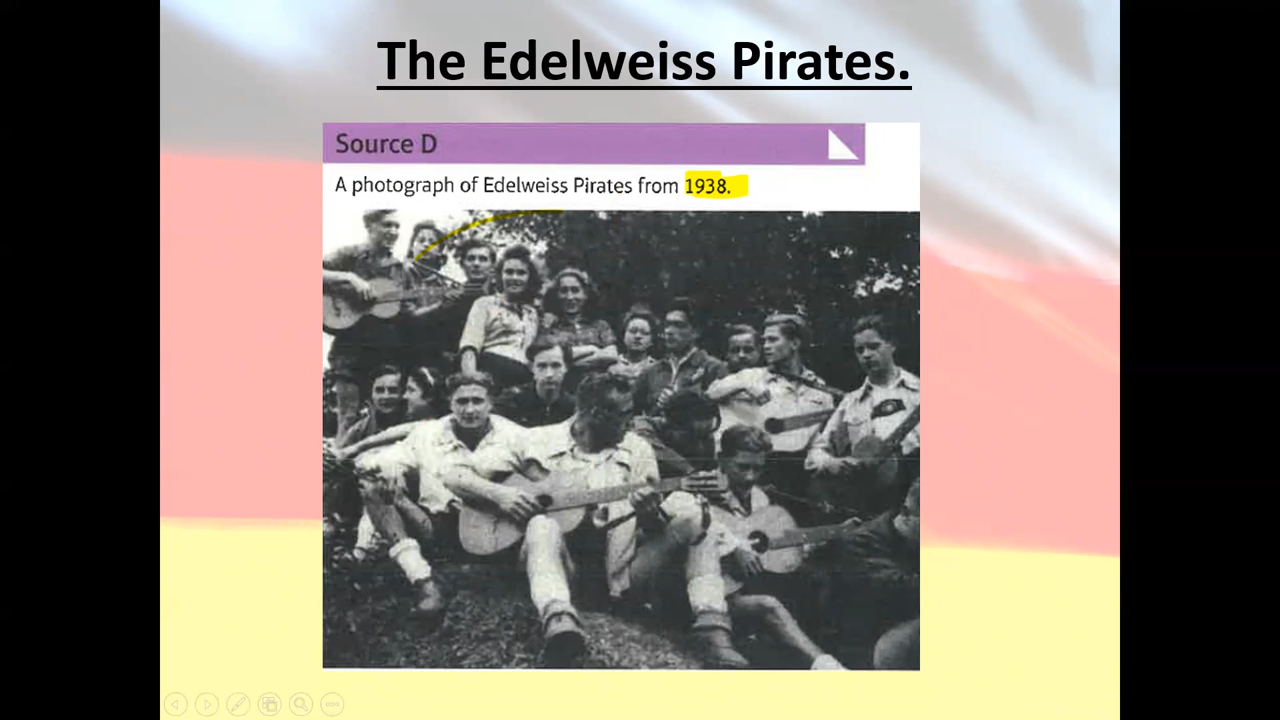 The Edelweiss Pirates.
Source D
A photograph of Edelweiss Pirates from 1938.